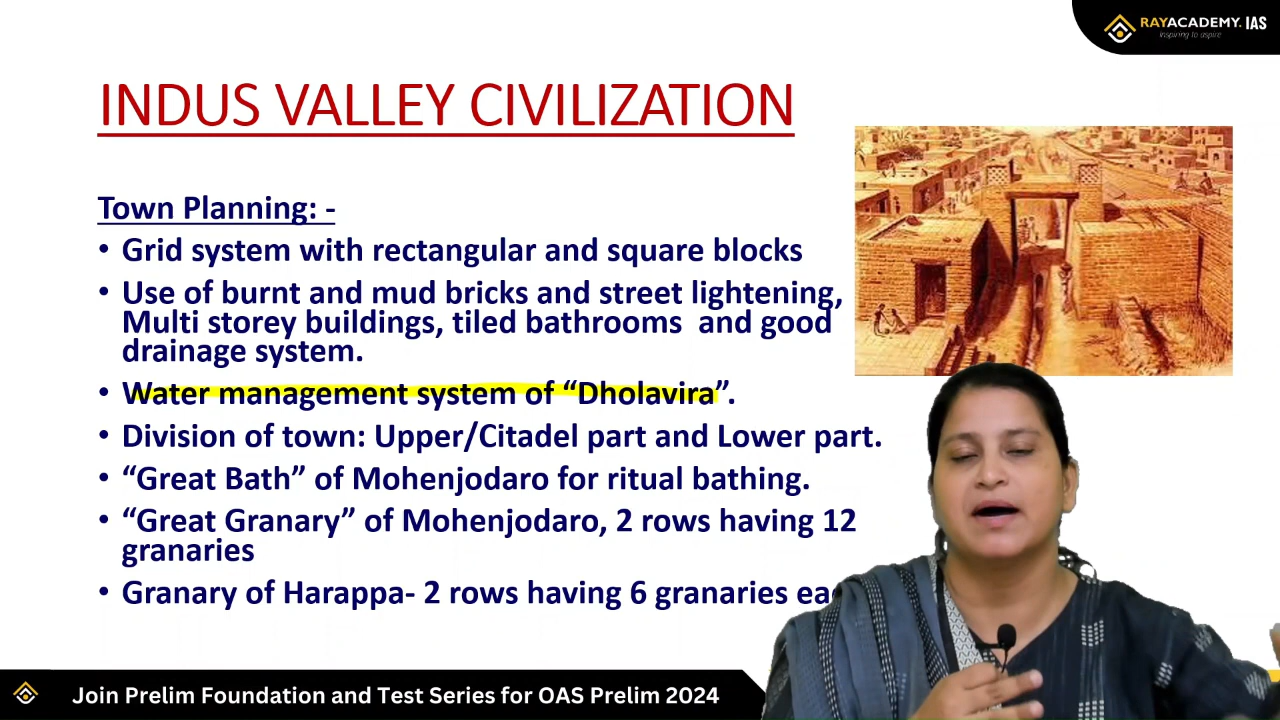 RAYACADEMY. IAS
Inspiring to aspire
INDUS VALLEY CIVILIZATION
Town Planning: -
• Grid system with rectangular and square blocks
• Use of burnt and mud bricks and street lightening,
Multi storey buildings, tiled bathrooms and good
drainage system.
• Water management system of “Dholavira”.
• Division of town: Upper/Citadel part and Lower part.
• “Great Bath” of Mohenjodaro for ritual bathing.
• “Great Granary” of Mohenjodaro, 2 rows having 12
granaries
• Granary of Harappa- 2 rows having 6 granaries
Join Prelim Foundation and Test Series for OAS Prelim 2024